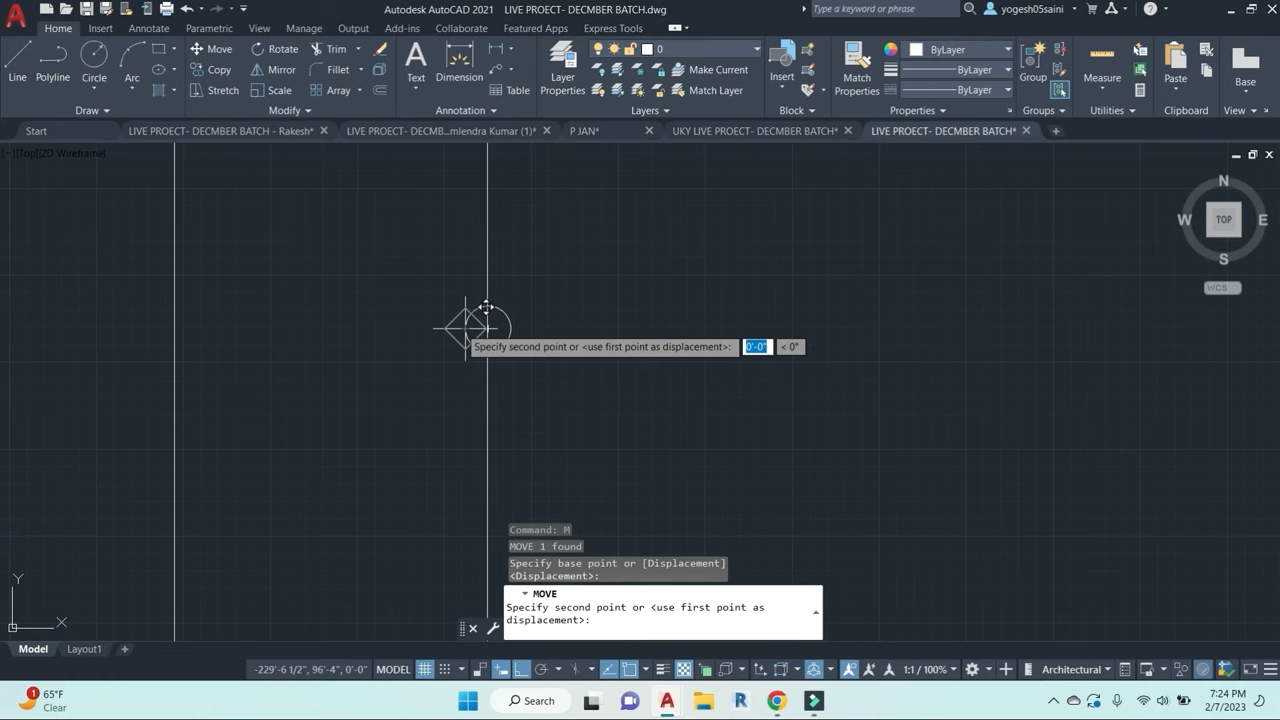 Autodesk AutoCAD 2021 LIVE PROECT- DECMBER BATCH.dwg
Type a keyword or phrase
yogesh05saini
Home Insert Annotate Parametric View Manage Output Add-ins Collaborate Featured Apps Express Tools
Line Polyline Circle Arc
Move Rotate Trim
Copy Mirror Fillet
Stretch Scale Array
Text Dimension Table
Layer Properties
0
Make Current
Match Layer
Insert
Match Properties
ByLayer
ByLayer
ByLayer
Group
Measure
Paste
Base
Draw Modify Annotation Layers Block Properties Groups Utilities Clipboard View
Start LIVE PROECT- DECMBER BATCH - Rakesh* LIVE PROECT- DECMB...mlendra Kumar (1)* P JAN* UKY LIVE PROECT- DECMBER BATCH* LIVE PROECT- DECMBER BATCH*
[−][Top][2D Wireframe]
N
W TOP E
S
WCS
Specify second point or <use first point as displacement>: 0'-0" < 0°
Command: M
MOVE 1 found
Specify base point or [Displacement]
<Displacement>:
MOVE
Specify second point or <use first point as
displacement>:
Y
X
Model Layout1
-229'-6 1/2", 96'-4", 0'-0" MODEL 1:1 / 100% Architectural
1
65°F
Clear
Search
7:24 PM
2/7/2023